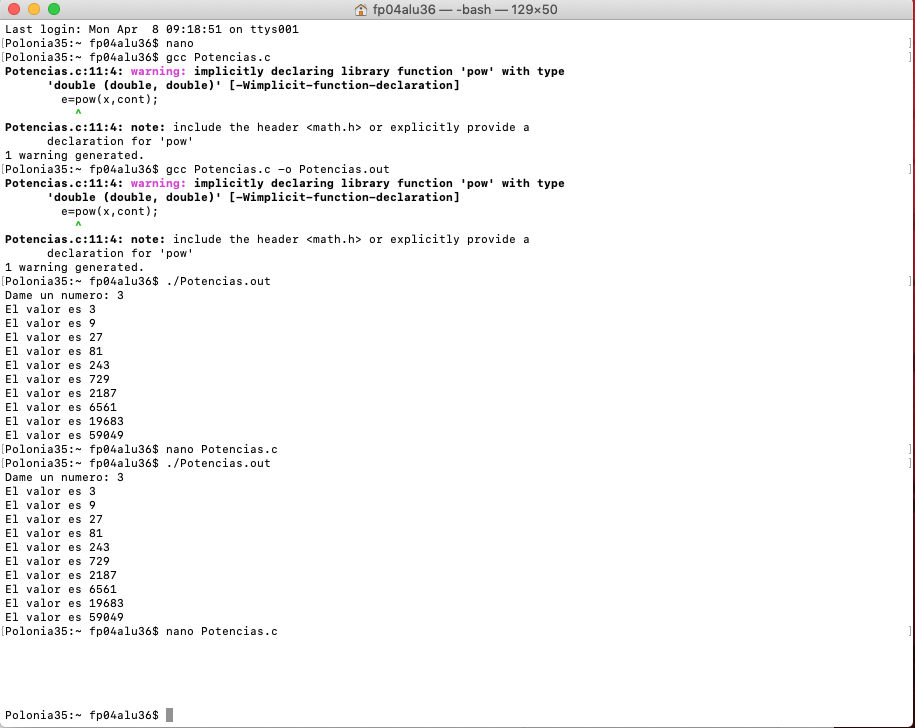 fp04alu36 — -bash — 129×50
Last login: Mon Apr  8 09:18:51 on ttys001
[Polonia35:~ fp04alu36$ nano ]
[Polonia35:~ fp04alu36$ gcc Potencias.c ]
Potencias.c:11:4: warning: implicitly declaring library function 'pow' with type
      'double (double, double)' [-Wimplicit-function-declaration]
        e=pow(x,cont);
          ^
Potencias.c:11:4: note: include the header <math.h> or explicitly provide a
      declaration for 'pow'
1 warning generated.
[Polonia35:~ fp04alu36$ gcc Potencias.c -o Potencias.out ]
Potencias.c:11:4: warning: implicitly declaring library function 'pow' with type
      'double (double, double)' [-Wimplicit-function-declaration]
        e=pow(x,cont);
          ^
Potencias.c:11:4: note: include the header <math.h> or explicitly provide a
      declaration for 'pow'
1 warning generated.
[Polonia35:~ fp04alu36$ ./Potencias.out ]
Dame un numero: 3
El valor es 3
El valor es 9
El valor es 27
El valor es 81
El valor es 243
El valor es 729
El valor es 2187
El valor es 6561
El valor es 19683
El valor es 59049
[Polonia35:~ fp04alu36$ nano Potencias.c ]
[Polonia35:~ fp04alu36$ ./Potencias.out ]
Dame un numero: 3
El valor es 3
El valor es 9
El valor es 27
El valor es 81
El valor es 243
El valor es 729
El valor es 2187
El valor es 6561
El valor es 19683
El valor es 59049
[Polonia35:~ fp04alu36$ nano Potencias.c ]
Polonia35:~ fp04alu36$